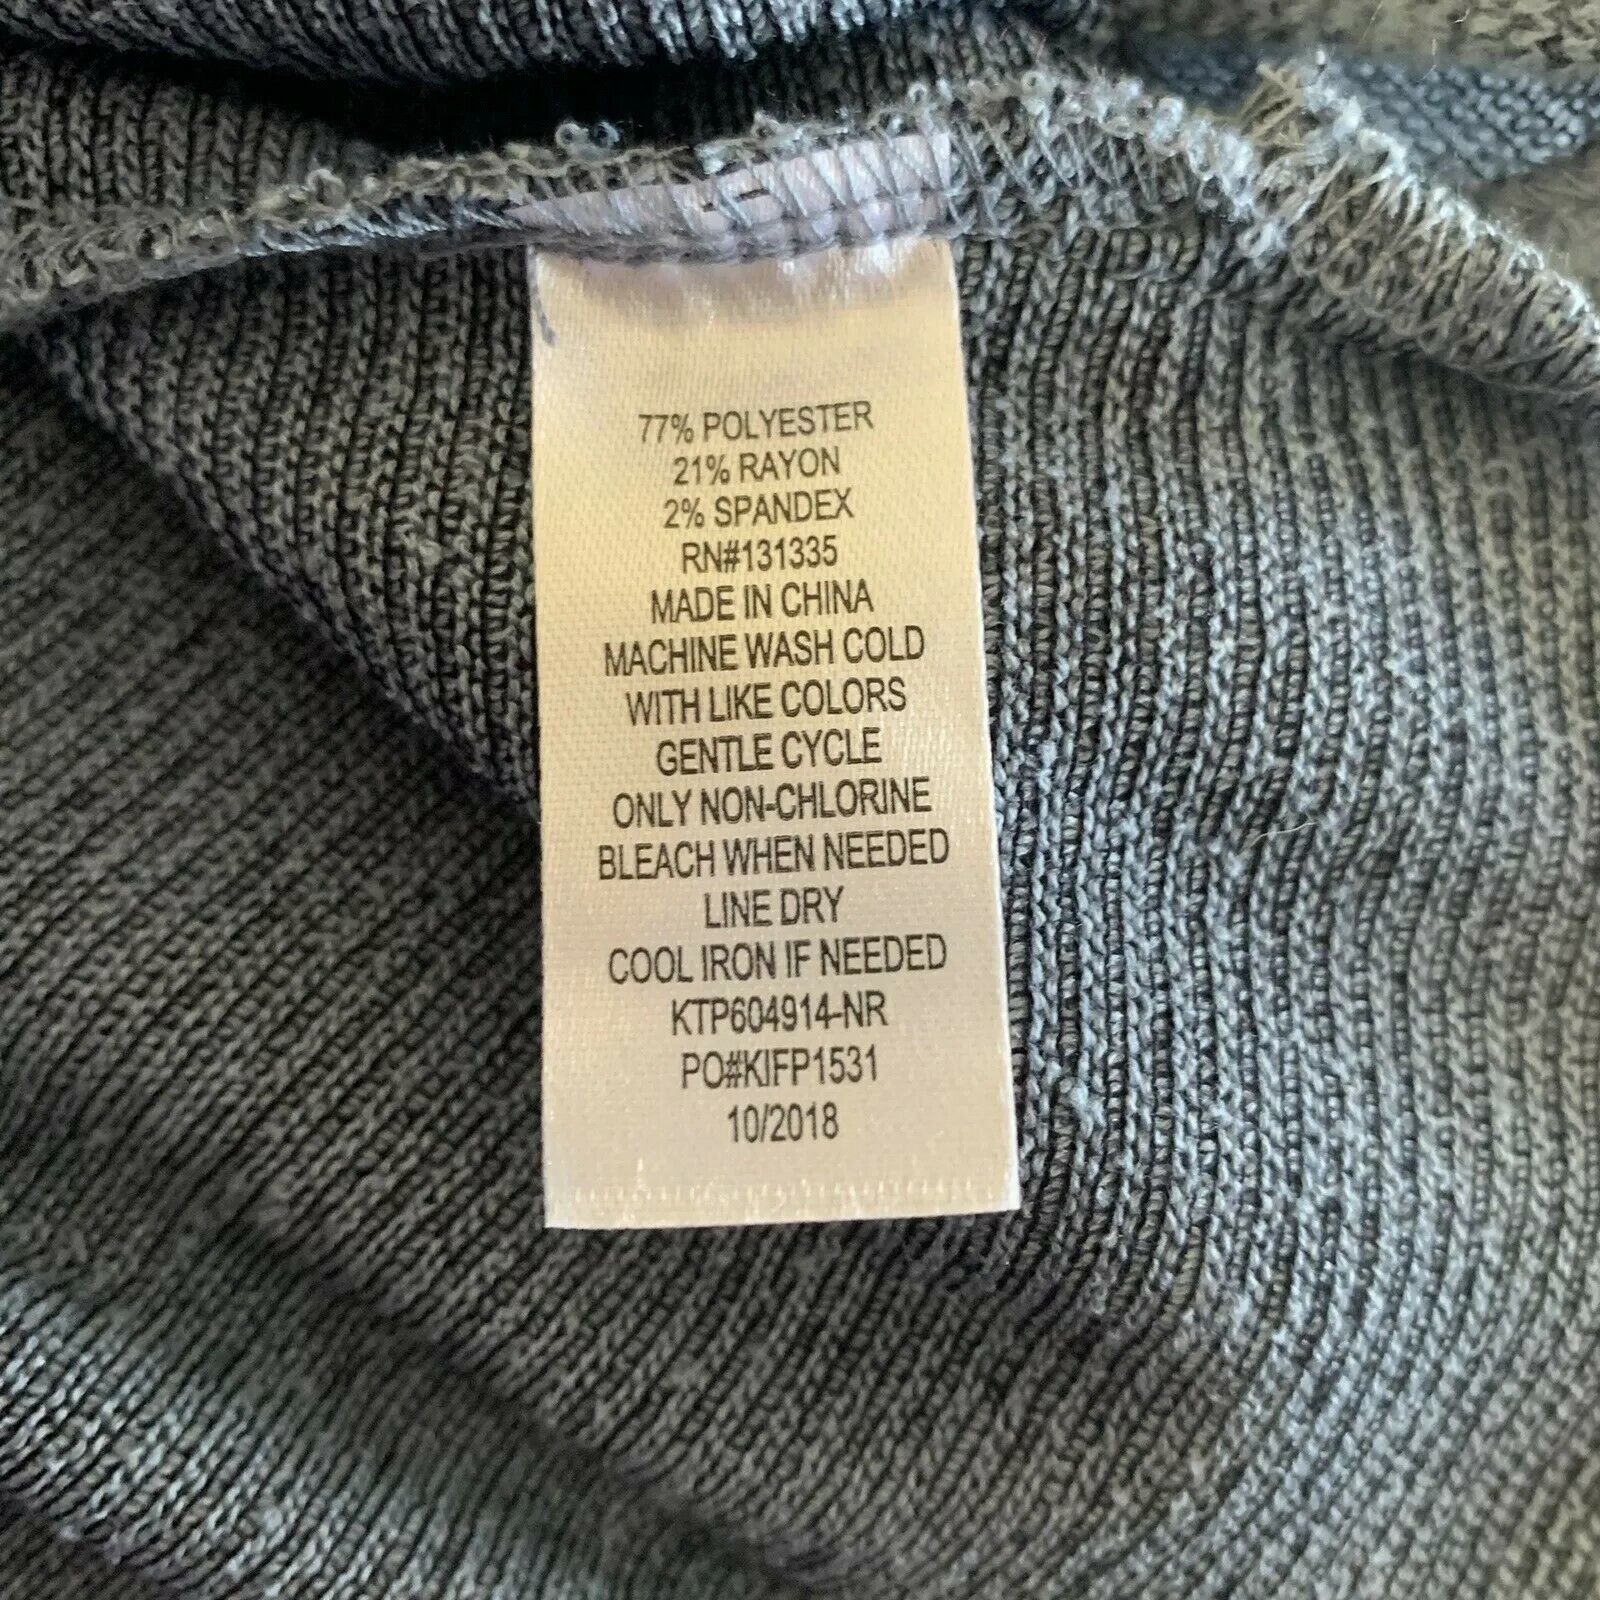 77% POLYESTER
21% RAYON
2% SPANDEX
RN#131335
MADE IN CHINA
MACHINE WASH COLD
WITH LIKE COLORS
GENTLE CYCLE
ONLY NON-CHLORINE
BLEACH WHEN NEEDED
LINE DRY
COOL IRON IF NEEDED
KTP604914-NR
PO#KIFP1531
10/2018